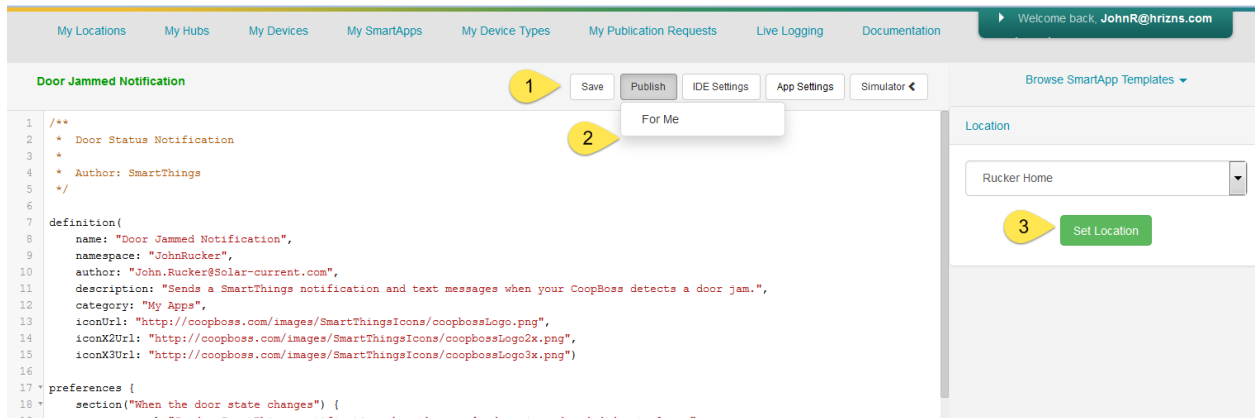 My Locations My Hubs My Devices My SmartApps My Device Types My Publication Requests Live Logging Documentation
Welcome back, JohnR@hrizns.com
Door Jammed Notification
1
Save Publish IDE Settings App Settings Simulator
Browse SmartApp Templates
For Me
2
Location
Rucker Home
3
Set Location
1 /**
2 * Door Status Notification
3 *
4 * Author: SmartThings
5 */
6
7 definition(
8 name: "Door Jammed Notification",
9 namespace: "JohnRucker",
10 author: "John.Rucker@Solar-current.com",
11 description: "Sends a SmartThings notification and text messages when your CoopBoss detects a door jam.",
12 category: "My Apps",
13 iconUrl: "http://coopboss.com/images/SmartThingsIcons/coopbossLogo.png",
14 iconX2Url: "http://coopboss.com/images/SmartThingsIcons/coopbossLogo2x.png",
15 iconX3Url: "http://coopboss.com/images/SmartThingsIcons/coopbossLogo3x.png")
16
17 preferences {
18 section("When the door state changes") {